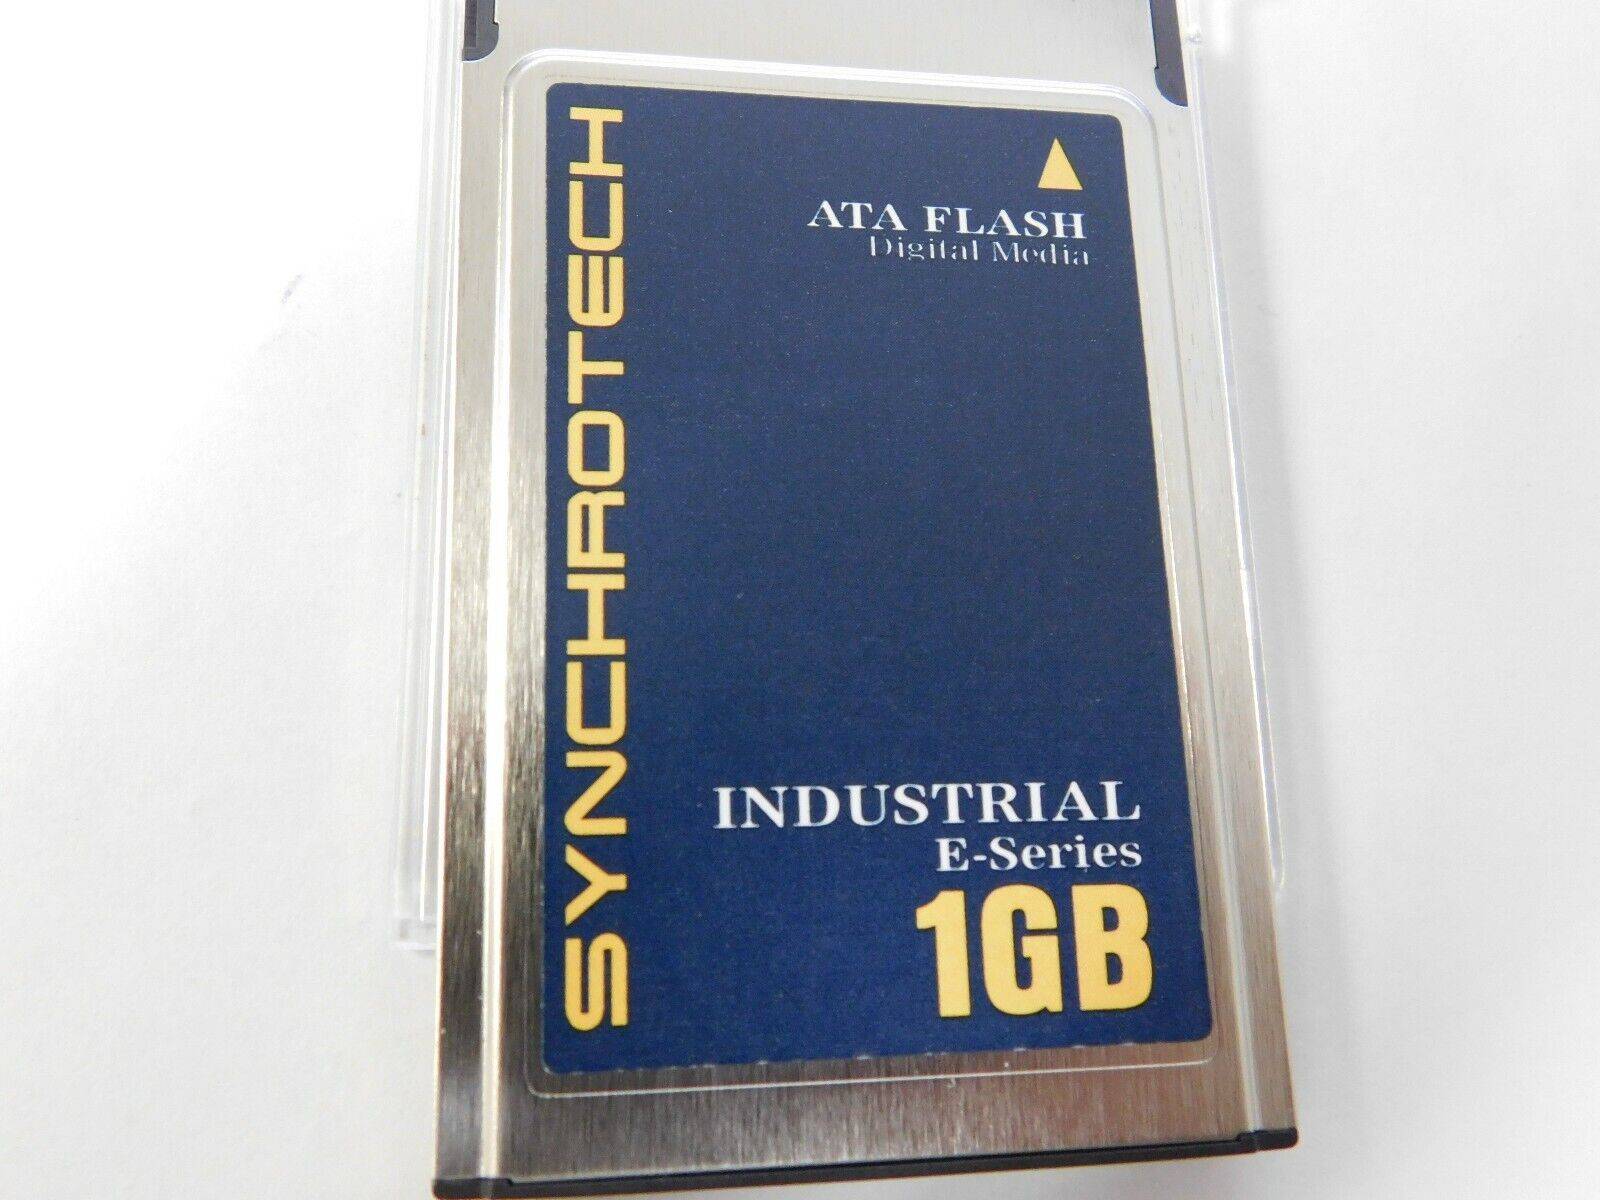 SYNCHROTECH
ATA FLASH
Digital Media
INDUSTRIAL
E-Series
1GB